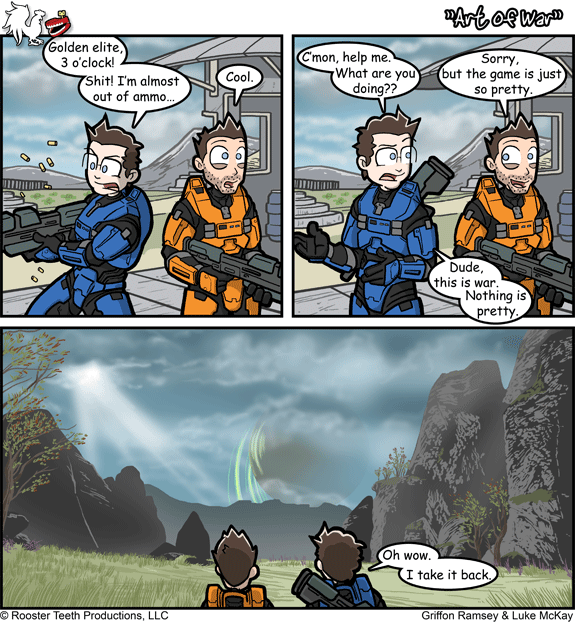 "Art of War"
Golden elite,
3 o'clock!
Shit! I'm almost
out of ammo...
Cool.
C'mon, help me.
What are you
doing??
Sorry,
but the game is just
so pretty.
Dude,
this is war.
Nothing is
pretty.
Oh wow.
I take it back.
© Rooster Teeth Productions, LLC
Griffon Ramsey & Luke McKay